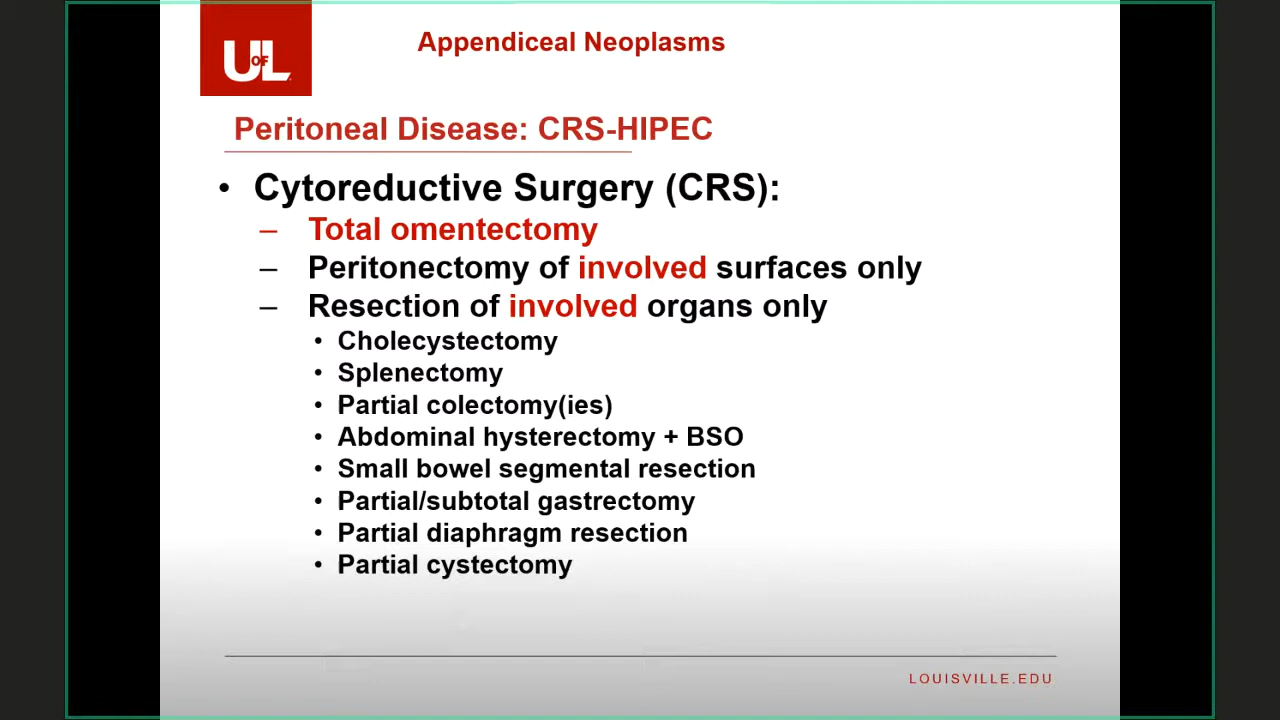 UofL
Appendiceal Neoplasms
Peritoneal Disease: CRS-HIPEC
• Cytoreductive Surgery (CRS):
– Total omentectomy
– Peritonectomy of involved surfaces only
– Resection of involved organs only
• Cholecystectomy
• Splenectomy
• Partial colectomy(ies)
• Abdominal hysterectomy + BSO
• Small bowel segmental resection
• Partial/subtotal gastrectomy
• Partial diaphragm resection
• Partial cystectomy
LOUISVILLE.EDU